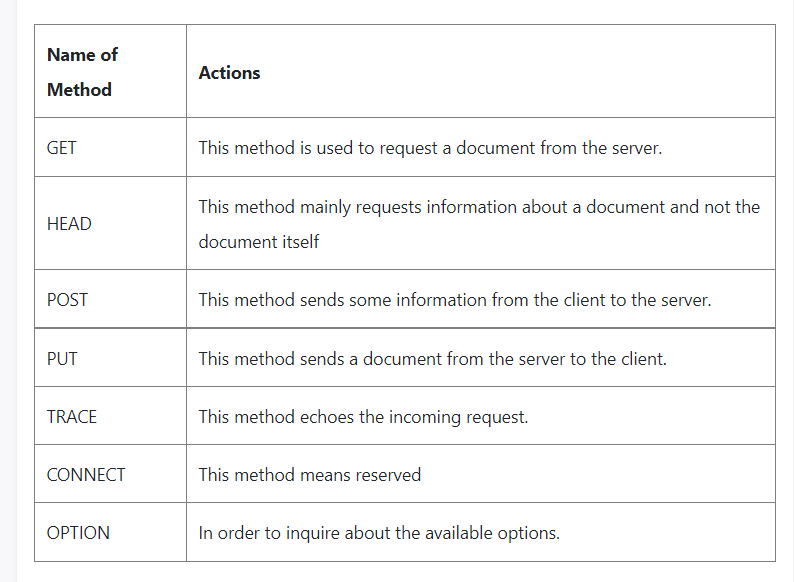 Name of
Method
Actions
GET
This method is used to request a document from the server.
HEAD
This method mainly requests information about a document and not the
document itself
POST
This method sends some information from the client to the server.
PUT
This method sends a document from the server to the client.
TRACE
This method echoes the incoming request.
CONNECT
This method means reserved
OPTION
In order to inquire about the available options.